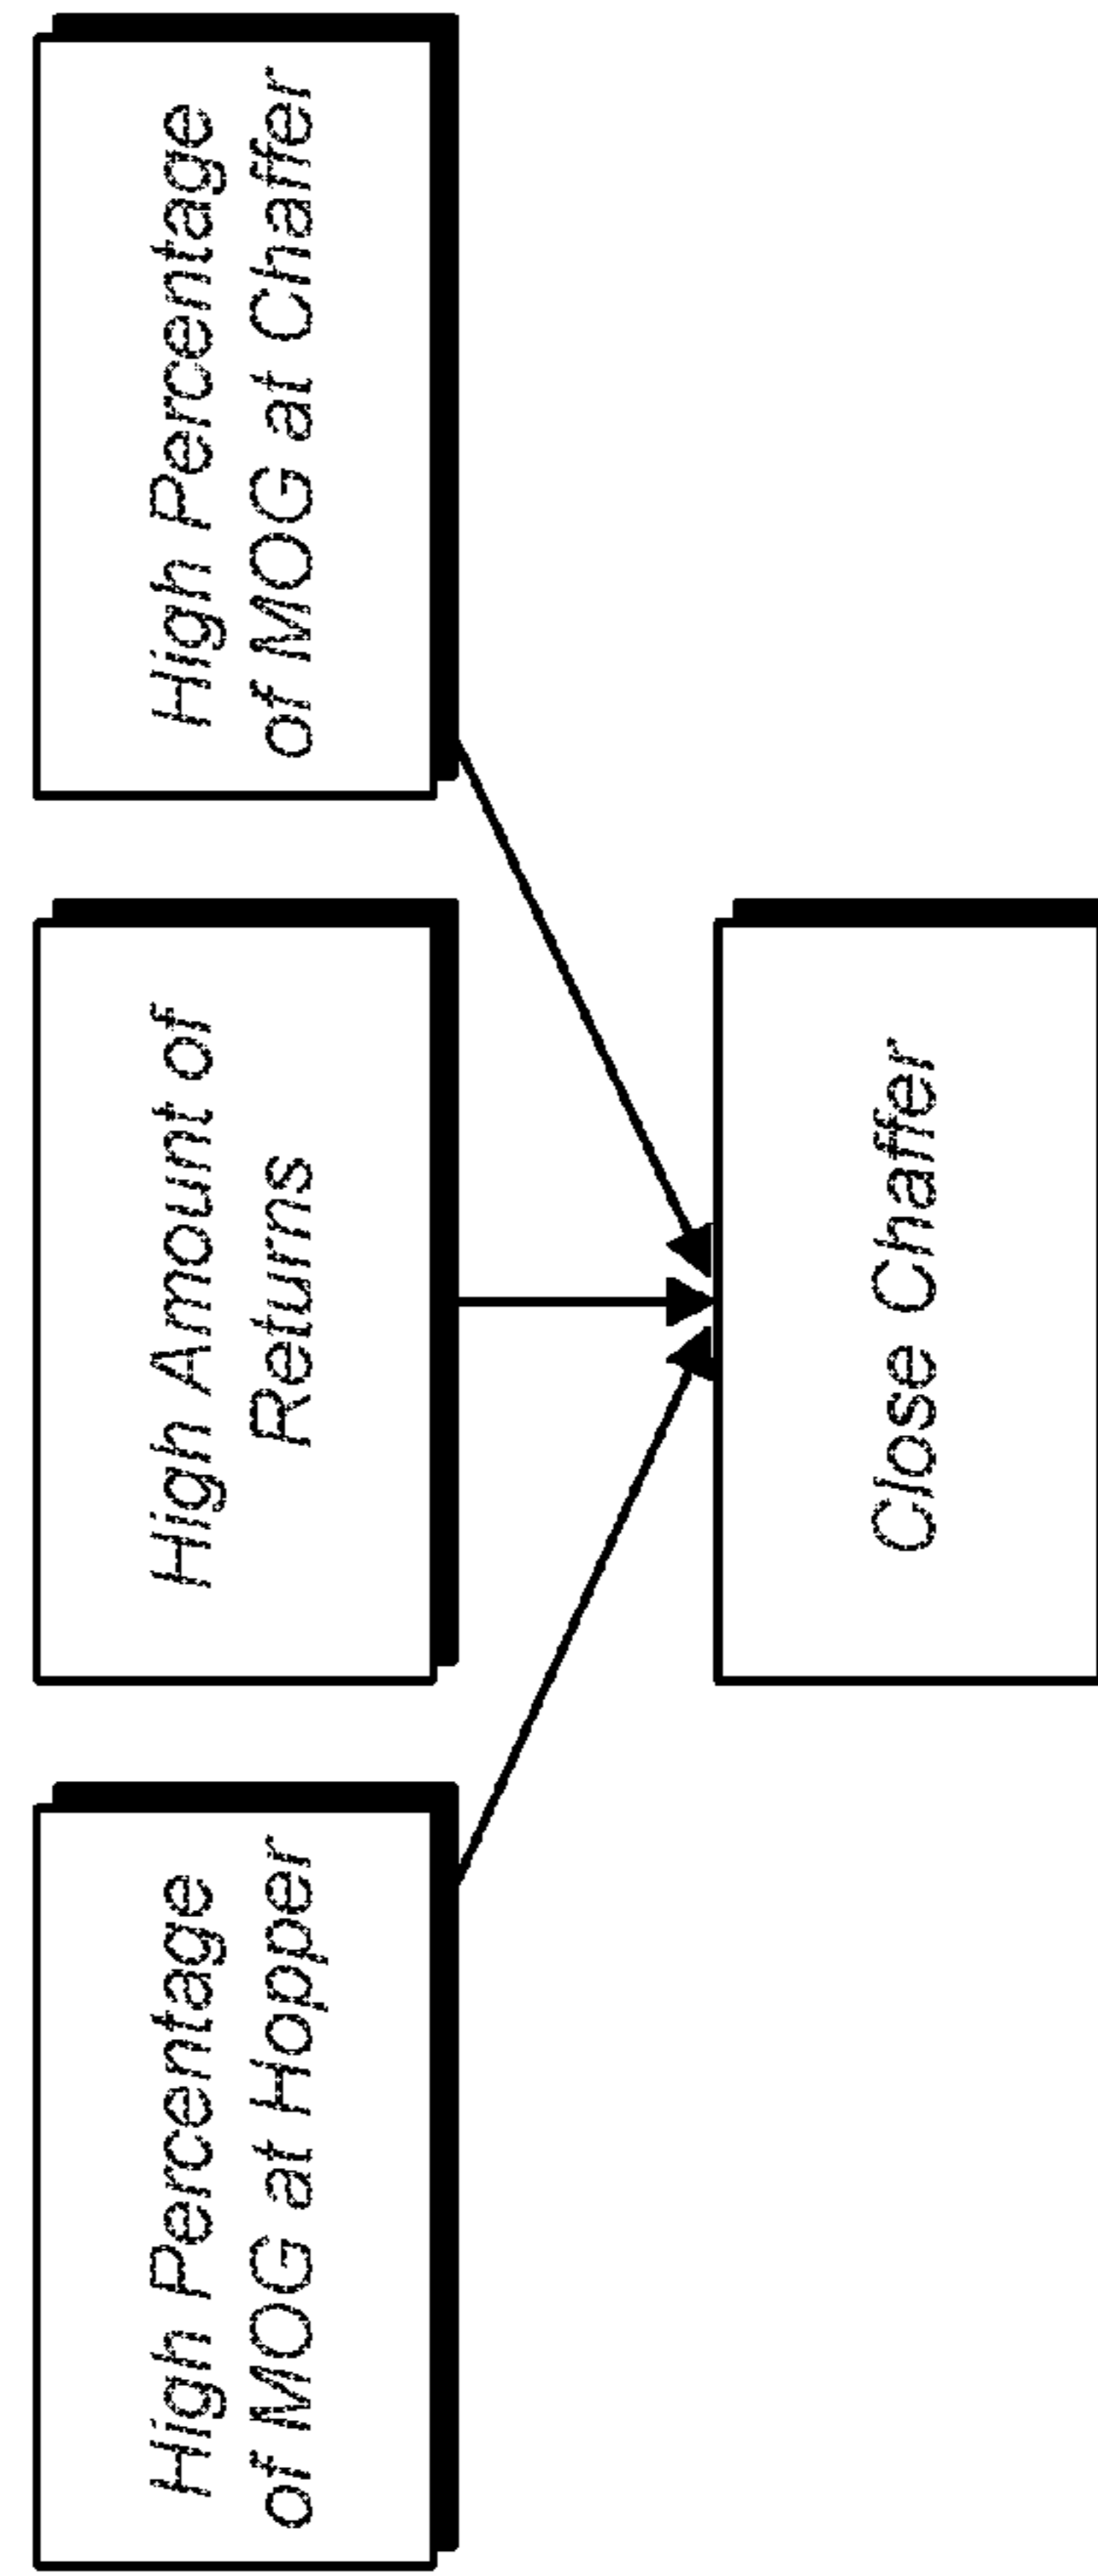 High Percentage
of MOG at Hopper
High Amount of
Returns
High Percentage
of MOG at Chaffer
Close Chaffer